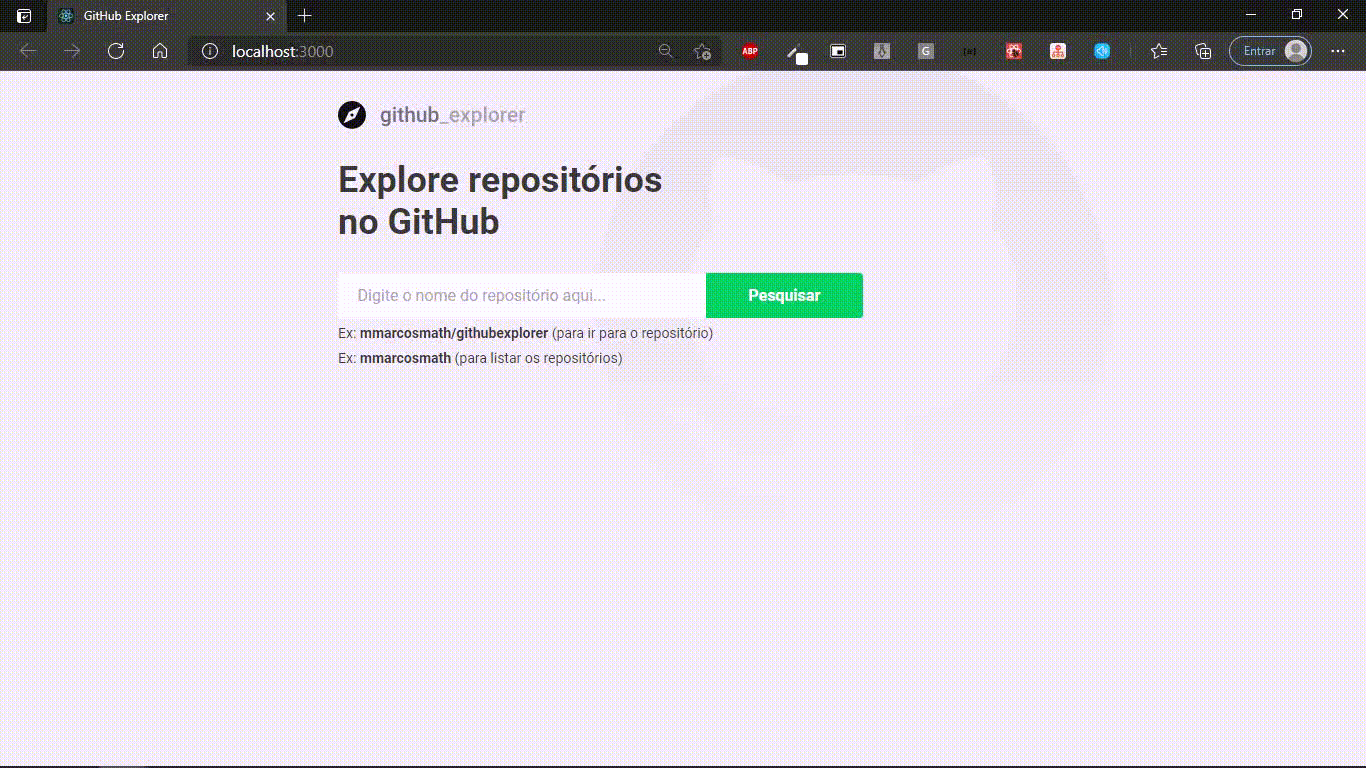 GitHub Explorer
localhost:3000
ABP
G
Entrar
github_explorer
Explore repositórios
no GitHub
Digite o nome do repositório aqui...
Pesquisar
Ex: mmarcosmath/githubexplorer (para ir para o repositório)
Ex: mmarcosmath (para listar os repositórios)